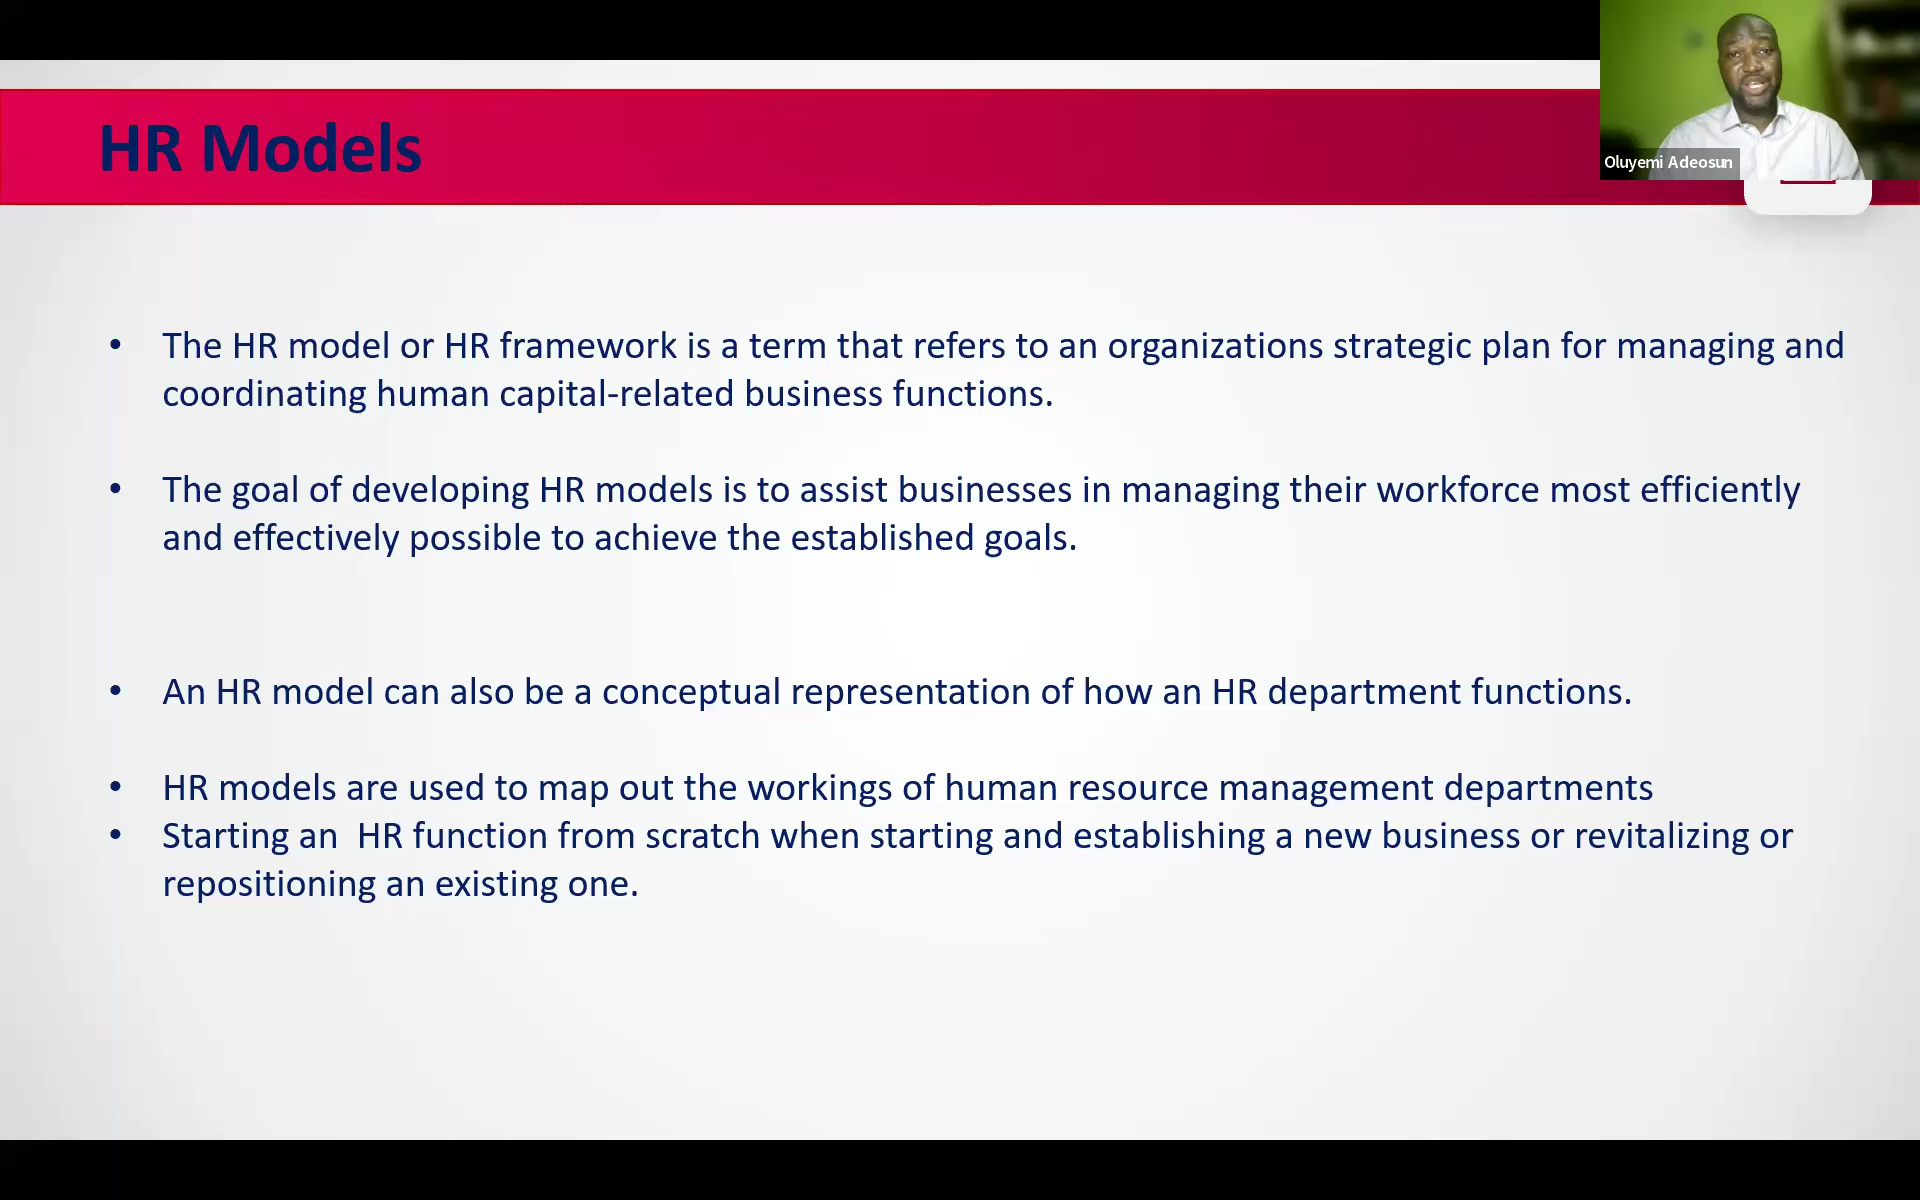 HR Models
Oluyemi Adeosun
• The HR model or HR framework is a term that refers to an organizations strategic plan for managing and
coordinating human capital-related business functions.
• The goal of developing HR models is to assist businesses in managing their workforce most efficiently
and effectively possible to achieve the established goals.
• An HR model can also be a conceptual representation of how an HR department functions.
• HR models are used to map out the workings of human resource management departments
• Starting an  HR function from scratch when starting and establishing a new business or revitalizing or
repositioning an existing one.